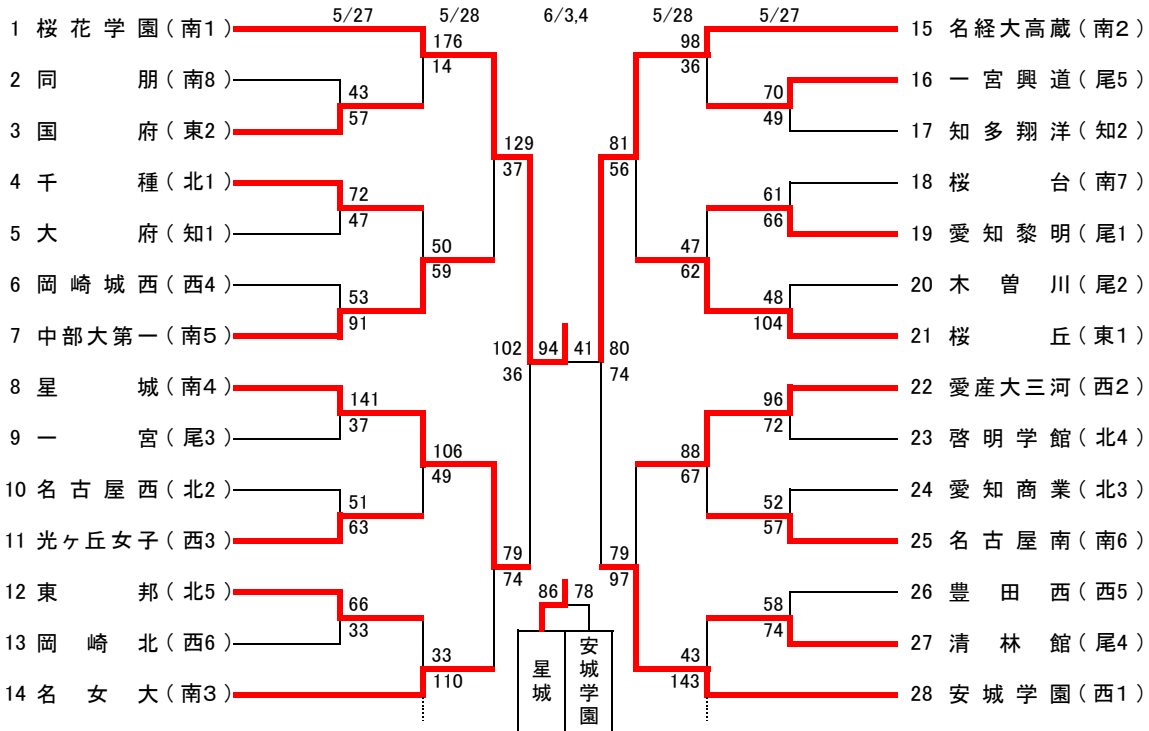 5/27 5/28 6/3,4 5/28 5/27
1 桜花学園(南1) 176 98 15 名経大高蔵(南2)
14 36
2 同朋(南8) 43 70 16 一宮興道(尾5)
57 49
3 国府(東2) 17 知多翔洋(知2)
129 81
37 56
4 千種(北1) 72 61 18 桜台(南7)
47 66
5 大府(知1) 19 愛知黎明(尾1)
50 47
59 62
6 岡崎城西(西4) 53 48 20 木曽川(尾2)
91 104
7 中部大第一(南5) 21 桜丘(東1)
102 94 41 80
36 74
8 星城(南4) 141 96 22 愛産大三河(西2)
37 72
9 一宮(尾3) 23 啓明学館(北4)
106 88
49 67
10 名古屋西(北2) 51 52 24 愛知商業(北3)
63 57
11 光ヶ丘女子(西3) 25 名古屋南(南6)
79 79
74 97
12 東邦(北5) 66 86 78 58 26 豊田西(西5)
33 74
13 岡崎北(西6) 27 清林館(尾4)
33 星城 安城学園 43
110 143
14 名女大(南3) 28 安城学園(西1)